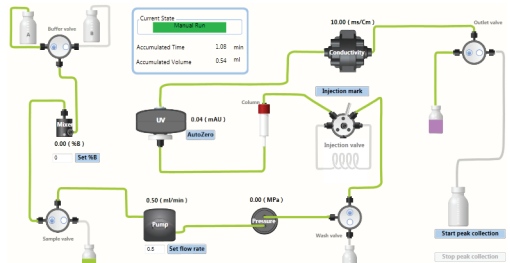 Current State
Manual Run
Accumulated Time 1.08 min
Accumulated Volume 0.54 ml
Buffer valve
A
B
10.00 ( ms/Cm )
Conductivity
Outlet valve
Injection mark
Column
Mixer
UV
0.04 ( mAU )
AutoZero
Injection valve
0.00 ( %B )
0 Set %B
0.50 ( ml/min )
0.00 ( MPa )
Pump
Pressure
Sample valve
Wash valve
0.5 Set flow rate
Start peak collection
Stop peak collection